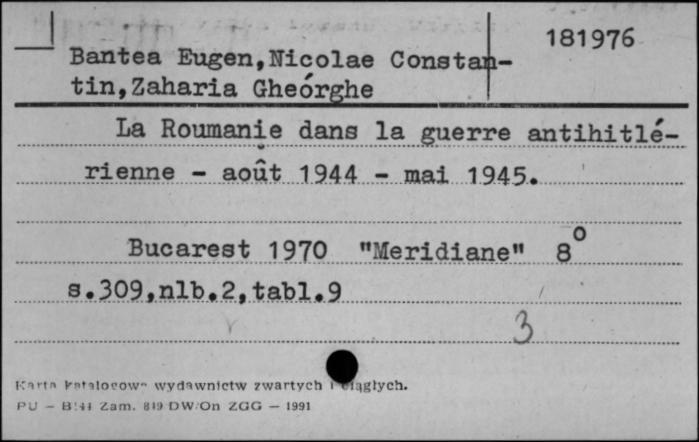 181976
Bantea Eugen,Nicolae Constan-
tin,Zaharia Gheórghe
La Roumanie dans la guerre antihitlé-
rienne - août 1944 - mai 1945.
Bucarest 1970 "Meridiane" 8o
s.309,nlb.2,tabl.9
3
Karta katalogowa wydawnictw zwartych i ciągłych.
PU - Zam. 819 DW/On ZGG - 1991